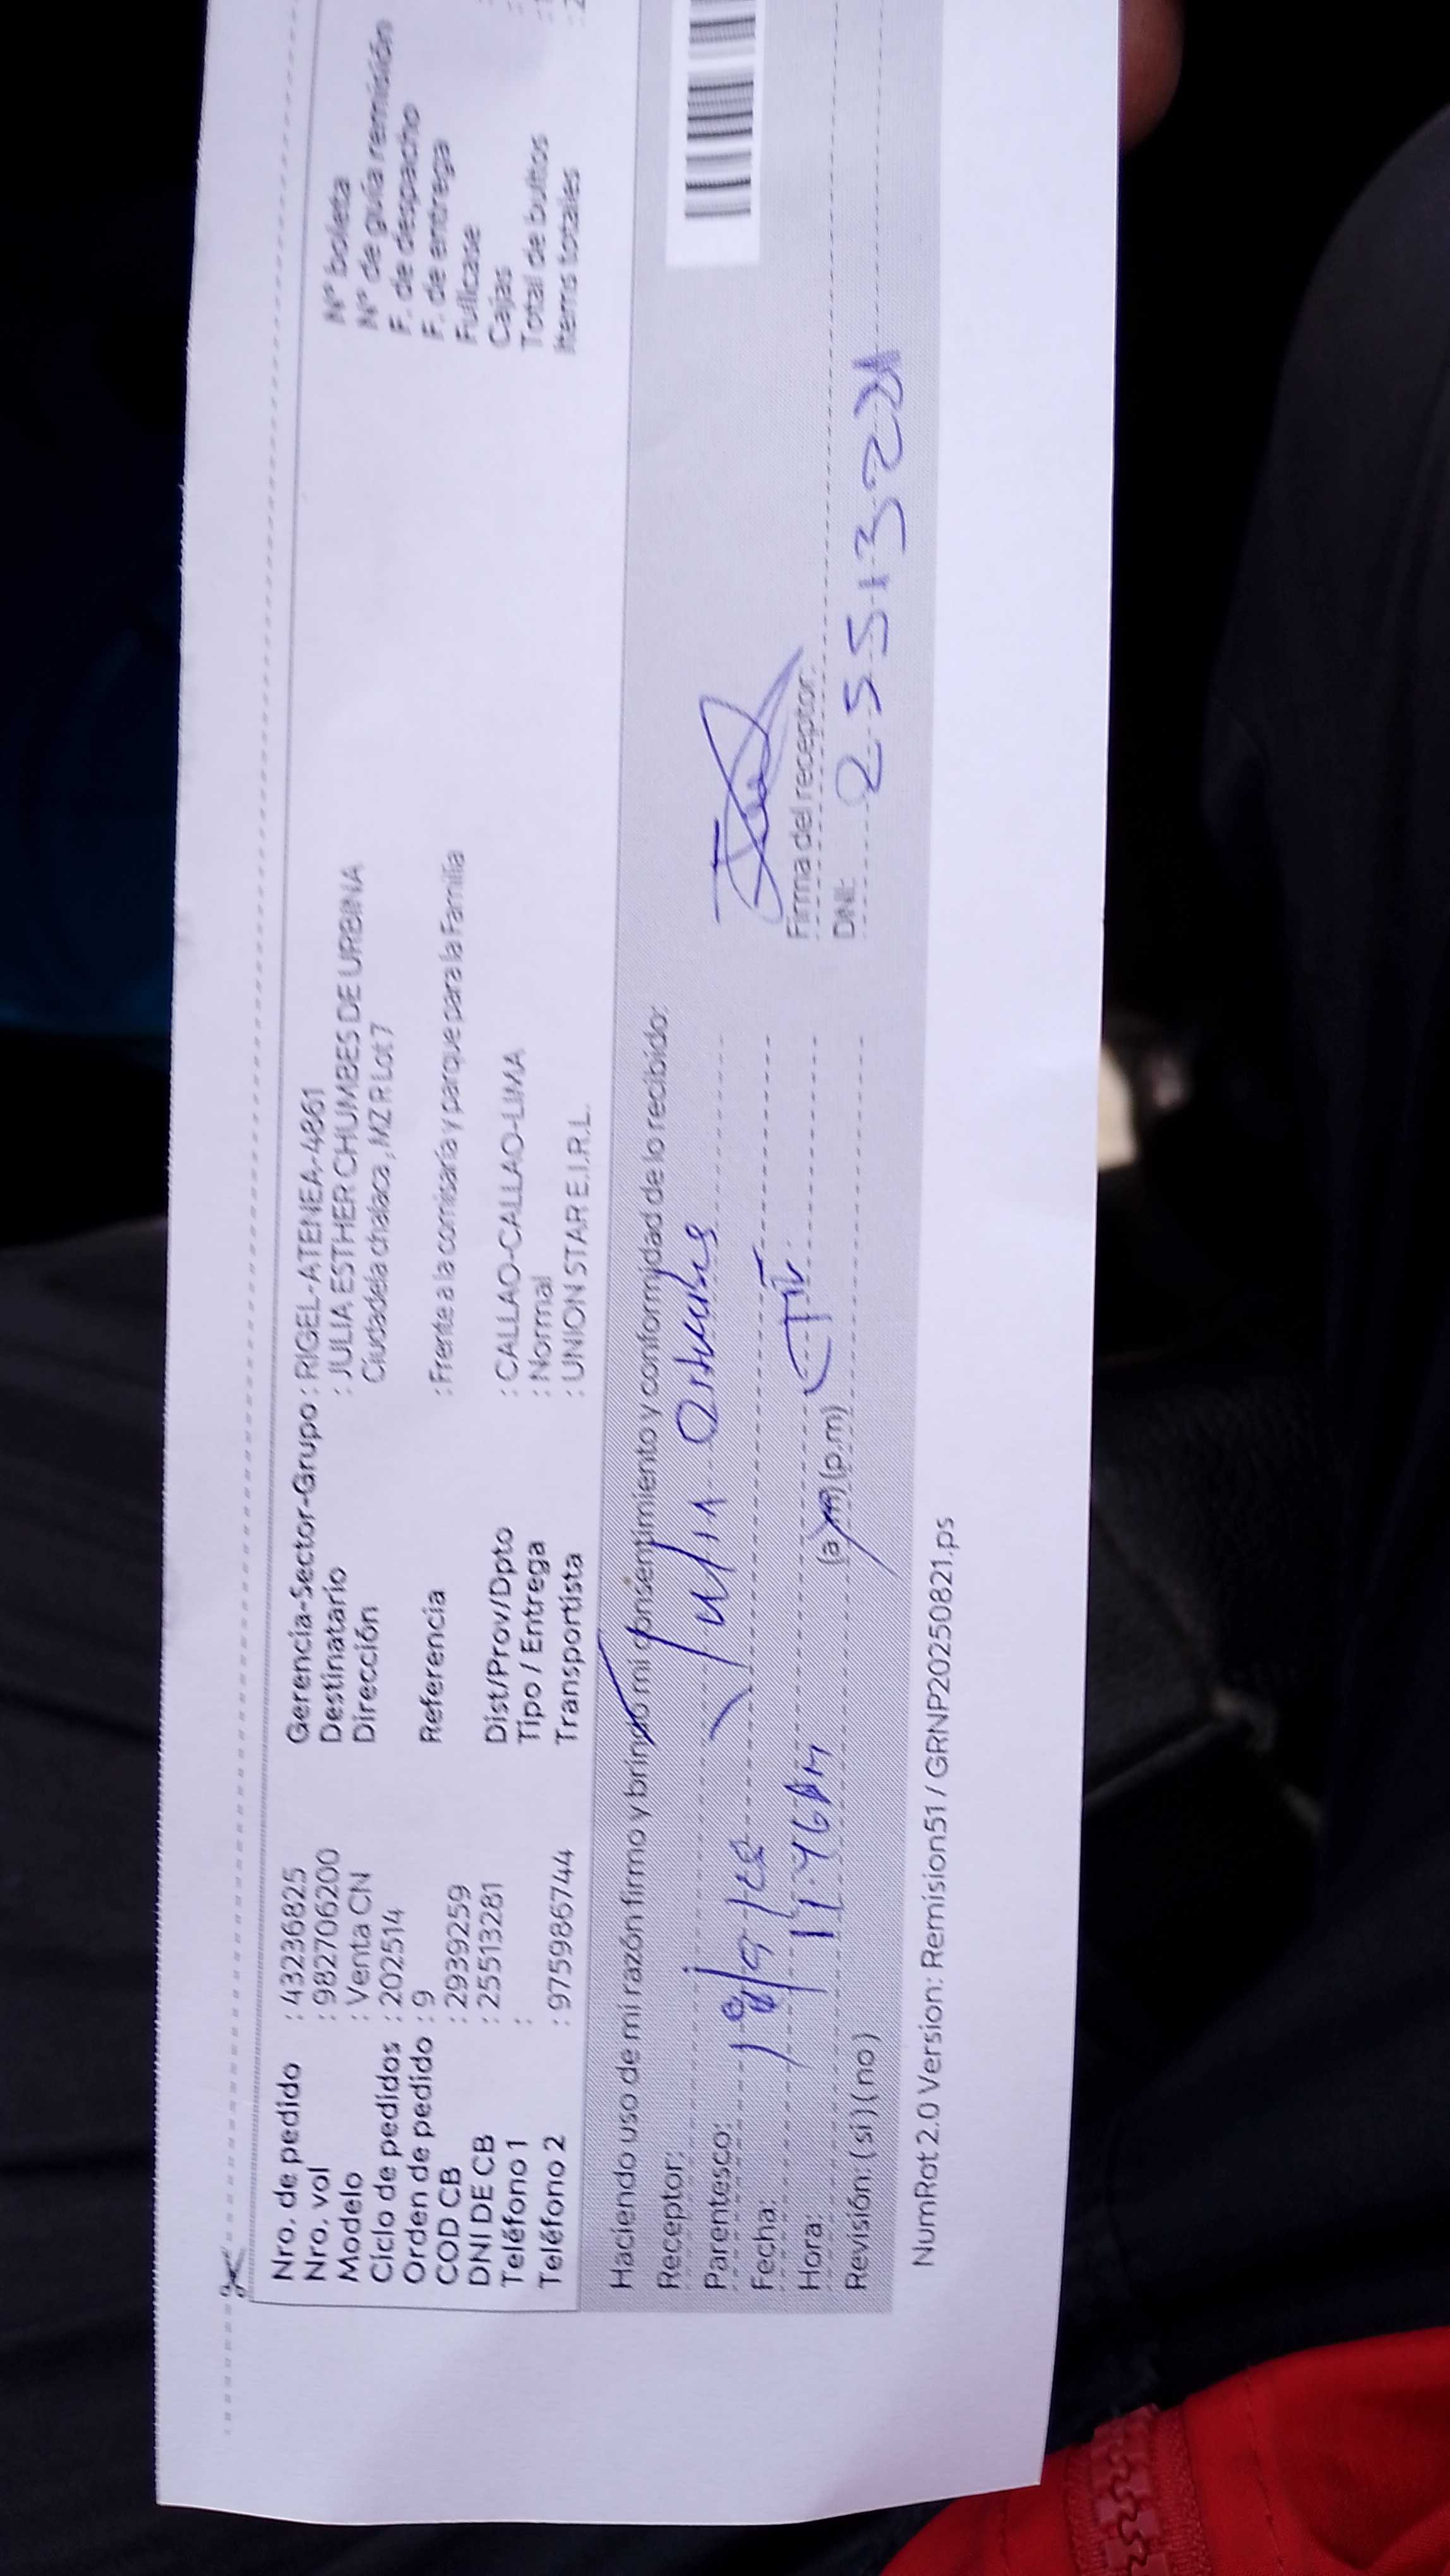 Nro. de pedido : 43236825
Nro. vol : 982706200
Modelo : Venta CN
Ciclo de pedidos : 202514
Orden de pedido : 9
COD CB : 2939259
DNI DE CB : 25513281
Teléfono 1 :
Teléfono 2 : 975986744
Gerencia-Sector-Grupo : RIGEL-ATENEA-4861
Destinatario : JULIA ESTHER CHUMBES DE URBINA
Dirección Ciudadela chalaca , MZ R Lot 7
Referencia : Frente a la comisaría y parque para la Familia
Dist/Prov/Dpto : CALLAO-CALLAO-LIMA
Tipo / Entrega : Normal
Transportista : UNION STAR E.I.R.L.
Nº boleta
Nº de guía remisión
F. de despacho
F. de entrega
Fullcase
Cajas
Total de bultos
Items totales
Haciendo uso de mi razón firmo y brindo mi consentimiento y conformidad de lo recibido:
Receptor: Julia
Parentesco:
Fecha:
Hora: 11:46 AM (a.m) (p.m)
Revisión: (si) (no)
Firma del receptor:
DNI: 25513281
NumRot 2.0 Version: Remision51 / GRNP20250821.ps